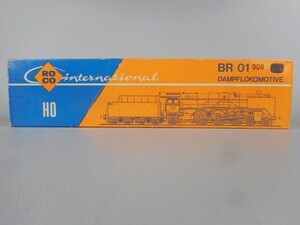 ROCO
international
HO
BR 01 008
DAMPFLOKOMOTIVE